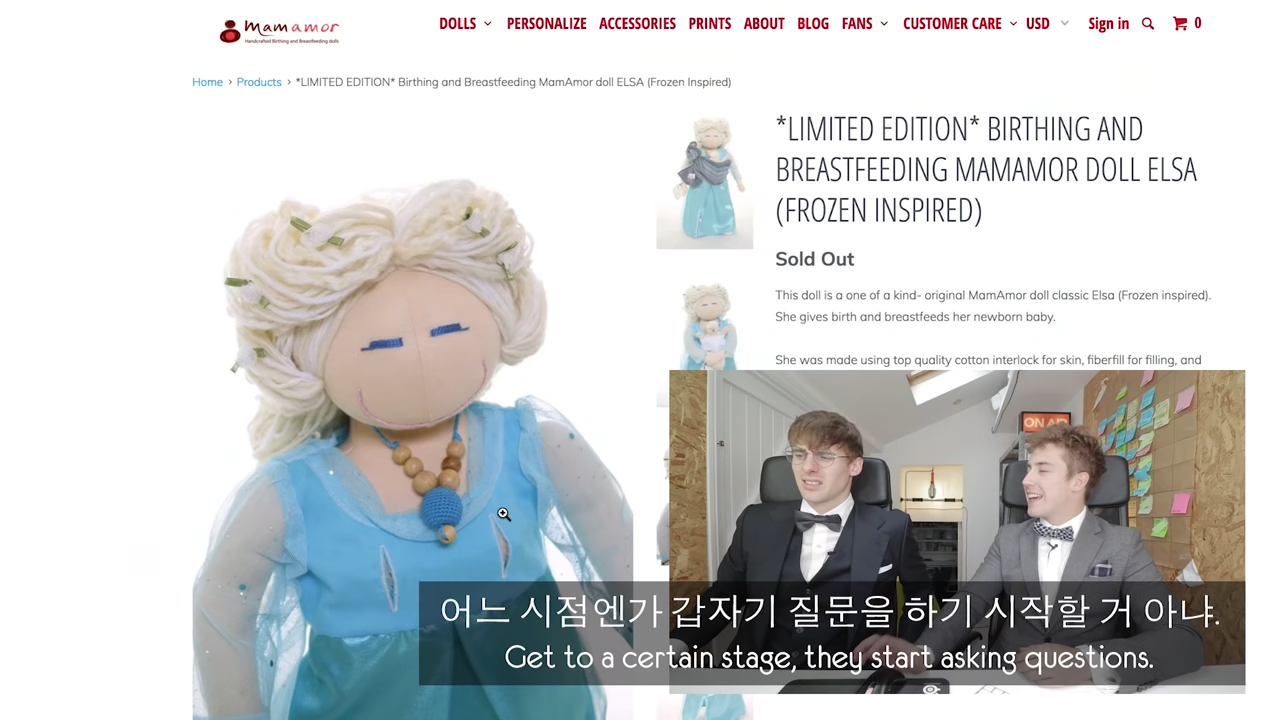 mamamor
Handcrafted Birthing and Breastfeeding dolls
DOLLS PERSONALIZE ACCESSORIES PRINTS ABOUT BLOG FANS CUSTOMER CARE USD Sign in 0
Home > Products > *LIMITED EDITION* Birthing and Breastfeeding MamAmor doll ELSA (Frozen Inspired)
*LIMITED EDITION* BIRTHING AND
BREASTFEEDING MAMAMOR DOLL ELSA
(FROZEN INSPIRED)
Sold Out
This doll is a one of a kind- original MamAmor doll classic Elsa (Frozen inspired).
She gives birth and breastfeeds her newborn baby.
She was made using top quality cotton interlock for skin, fiberfill for filling, and
ON AIR
어느 시점엔가 갑자기 질문을 하기 시작할 거 아냐.
Get to a certain stage, they start asking questions.